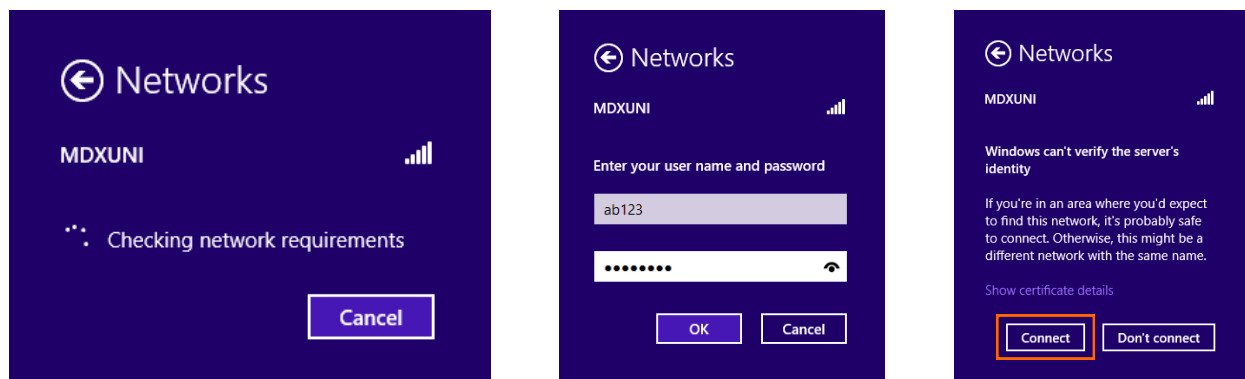 Networks
MDXUNI
Checking network requirements
Cancel
Networks
MDXUNI
Enter your user name and password
ab123
••••••••
OK
Cancel
Networks
MDXUNI
Windows can't verify the server's
identity
If you're in an area where you'd expect
to find this network, it's probably safe
to connect. Otherwise, this might be a
different network with the same name.
Show certificate details
Connect
Don't connect